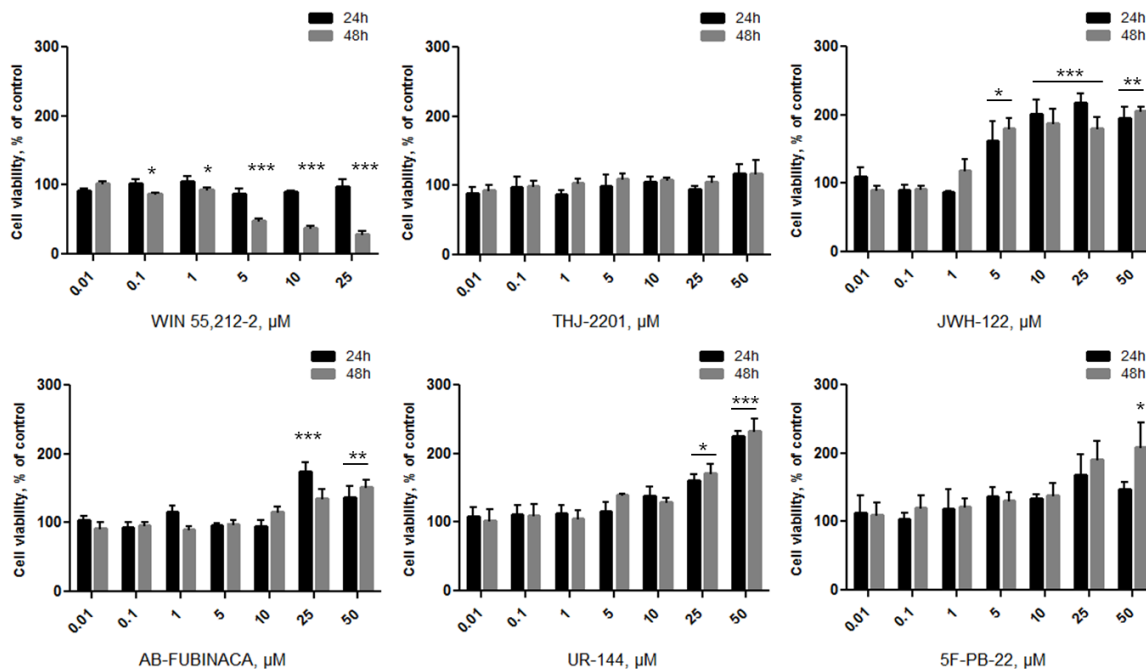 24h
48h
Cell viability, % of control
300
200
100
0
* * *** *** ***
0.01 0.1 1 5 10 25
WIN 55,212-2, µM
24h
48h
Cell viability, % of control
300
200
100
0
0.01 0.1 1 5 10 25 50
THJ-2201, µM
24h
48h
Cell viability, % of control
300
200
100
0
* *** **
0.01 0.1 1 5 10 25 50
JWH-122, µM
24h
48h
Cell viability, % of control
300
200
100
0
*** **
0.01 0.1 1 5 10 25 50
AB-FUBINACA, µM
24h
48h
Cell viability, % of control
300
200
100
0
* ***
0.01 0.1 1 5 10 25 50
UR-144, µM
24h
48h
Cell viability, % of control
300
200
100
0
*
0.01 0.1 1 5 10 25 50
5F-PB-22, µM